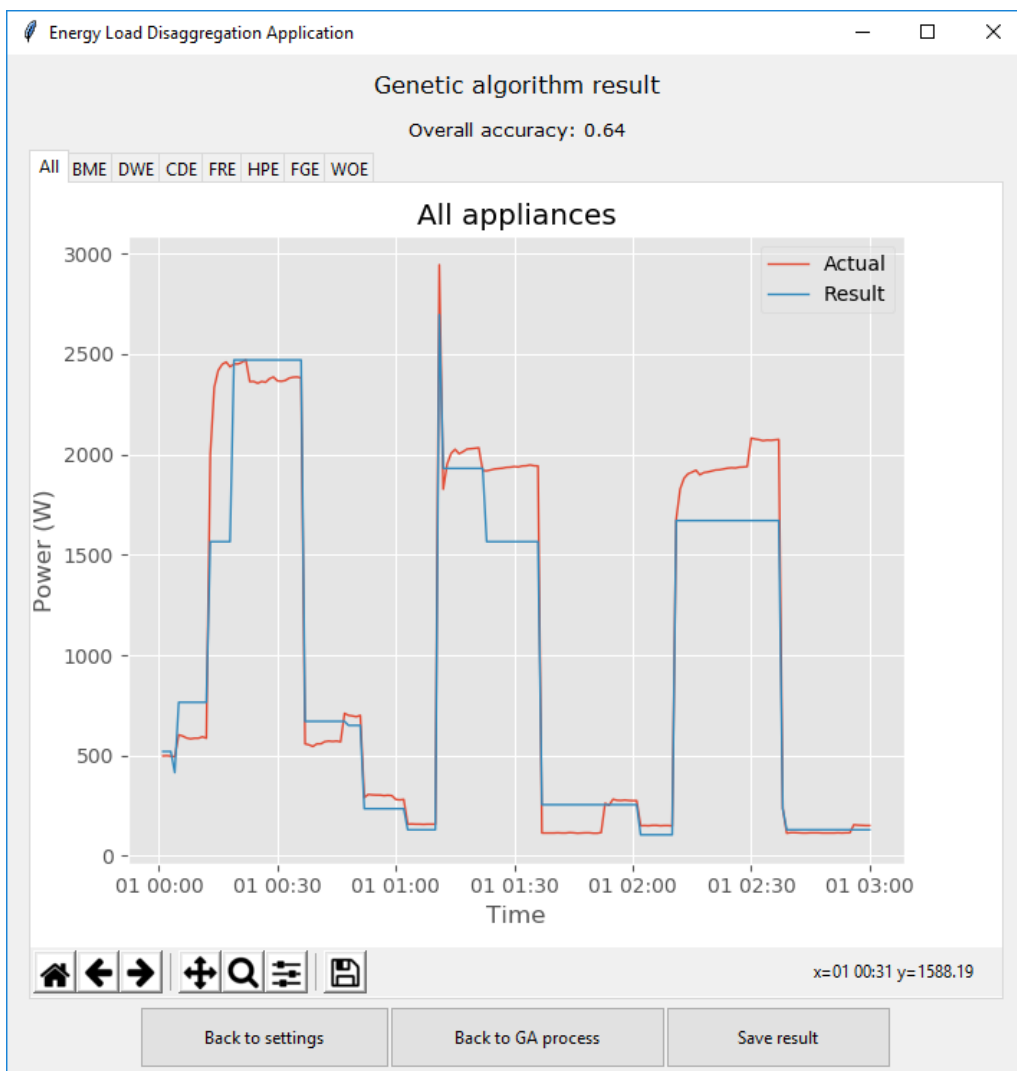 Energy Load Disaggregation Application
Genetic algorithm result
Overall accuracy: 0.64
All BME DWE CDE FRE HPE FGE WOE
All appliances
Actual
Result
3000
2500
2000
1500
1000
500
0
Power (W)
01 00:00 01 00:30 01 01:00 01 01:30 01 02:00 01 02:30 01 03:00
Time
x=01 00:31 y=1588.19
Back to settings Back to GA process Save result